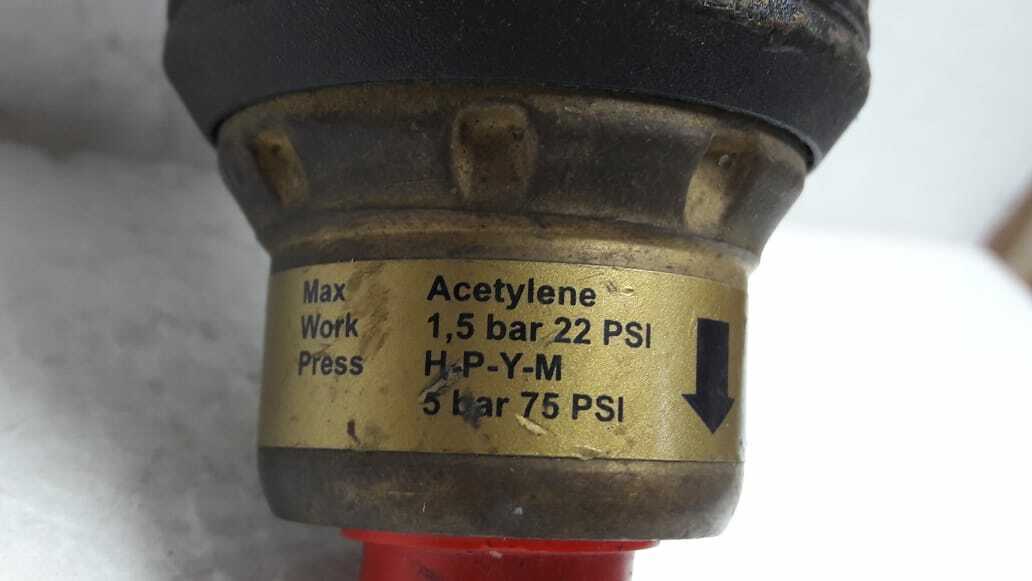 Max Acetylene
Work 1,5 bar 22 PSI
Press H-P-Y-M
5 bar 75 PSI